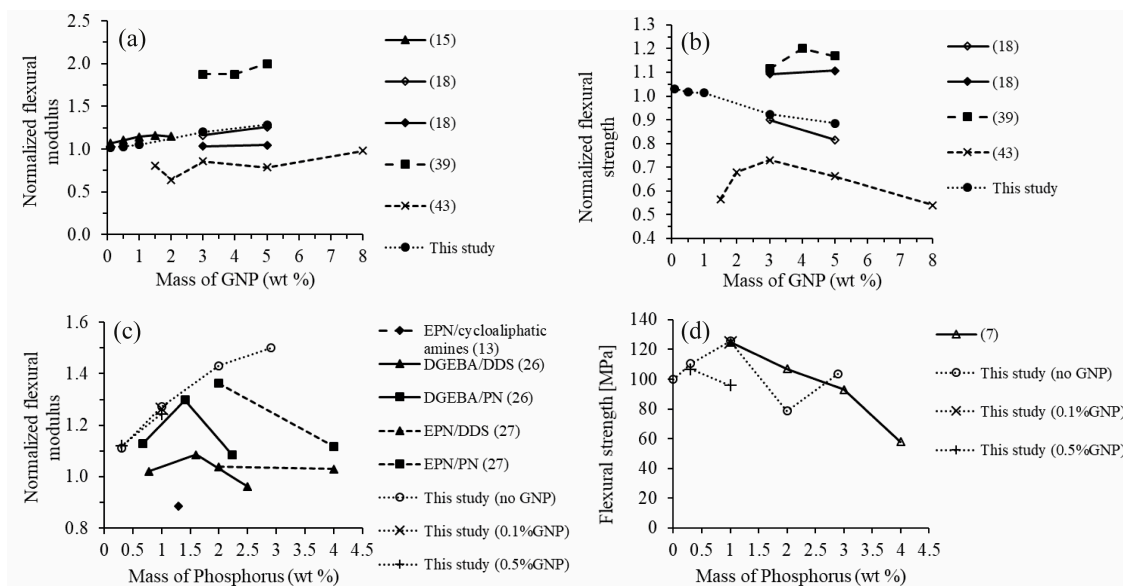 (a)
Normalized flexural
modulus
2.5
2.0
1.5
1.0
0.5
0.0
0 1 2 3 4 5 6 7 8
Mass of GNP (wt %)
(15)
(18)
(18)
(39)
(43)
This study
(b)
Normalized flexural
strength
1.3
1.2
1.1
1.0
0.9
0.8
0.7
0.6
0.5
0.4
0 1 2 3 4 5 6 7 8
Mass of GNP (wt %)
(18)
(18)
(39)
(43)
This study
(c)
Normalized flexural
modulus
1.6
1.4
1.2
1.0
0.8
0 0.5 1 1.5 2 2.5 3 3.5 4 4.5
Mass of Phosphorus (wt %)
EPN/cycloaliphatic
amines (13)
DGEBA/DDS (26)
DGEBA/PN (26)
EPN/DDS (27)
EPN/PN (27)
This study (no GNP)
This study (0.1%GNP)
This study (0.5%GNP)
(d)
Flexural strength [MPa]
140
120
100
80
60
40
20
0
0 0.5 1 1.5 2 2.5 3 3.5 4 4.5
Mass of Phosphorus (wt %)
(7)
This study (no GNP)
This study (0.1%GNP)
This study (0.5%GNP)